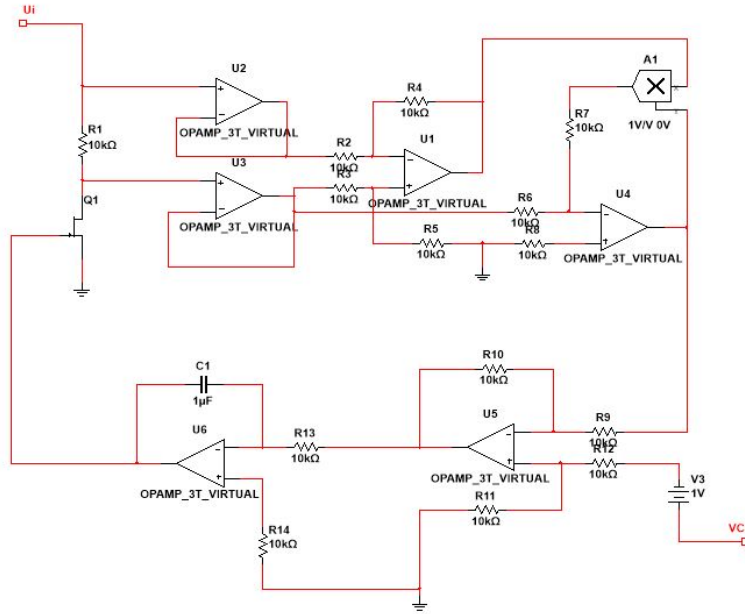 Ui
A1
X
Y
1V/V 0V
U2
OPAMP_3T_VIRTUAL
R1
10kΩ
R4
10kΩ
R7
10kΩ
R2
10kΩ
U1
OPAMP_3T_VIRTUAL
U3
OPAMP_3T_VIRTUAL
R3
10kΩ
Q1
R6
10kΩ
U4
OPAMP_3T_VIRTUAL
R5
10kΩ
R8
10kΩ
C1
1µF
R10
10kΩ
U6
OPAMP_3T_VIRTUAL
R13
10kΩ
U5
OPAMP_3T_VIRTUAL
R9
10kΩ
R12
10kΩ
V3
1V
R11
10kΩ
R14
10kΩ
VC